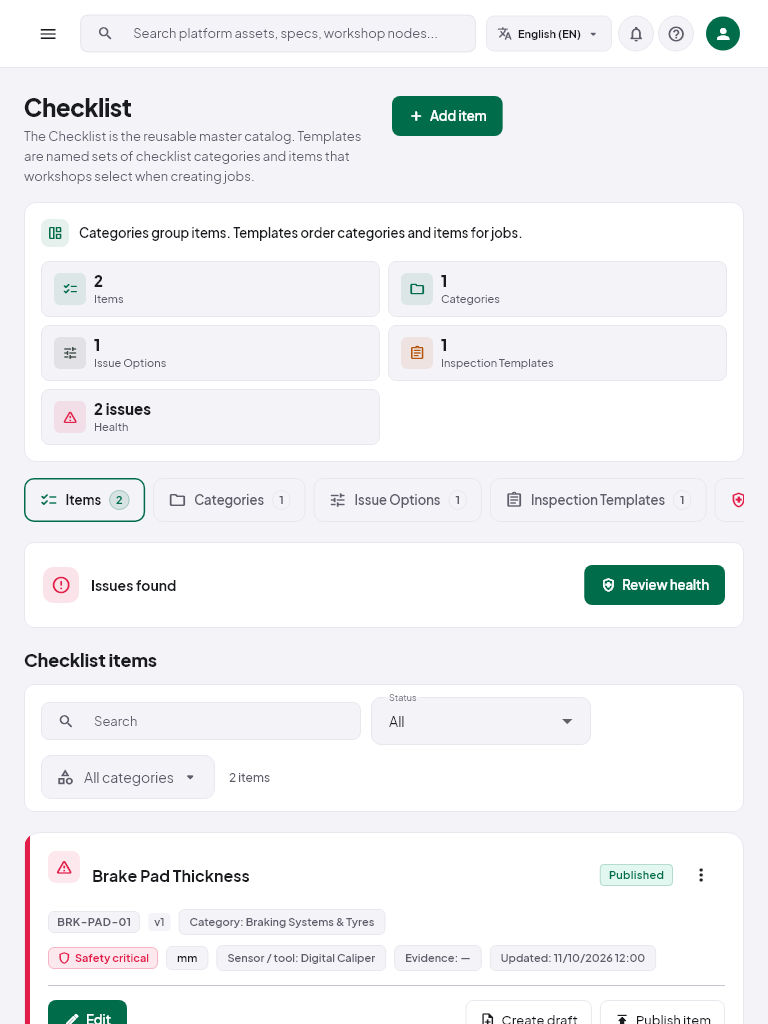 Search platform assets, specs, workshop nodes...
English (EN)
Checklist
The Checklist is the reusable master catalog. Templates
are named sets of checklist categories and items that
workshops select when creating jobs.
Add item
Categories group items. Templates order categories and items for jobs.
2
Items
1
Categories
1
Issue Options
1
Inspection Templates
2 issues
Health
Items 2
Categories 1
Issue Options 1
Inspection Templates 1
Issues found
Review health
Checklist items
Search
Status
All
All categories
2 items
Brake Pad Thickness
Published
BRK-PAD-01
v1
Category: Braking Systems & Tyres
Safety critical
mm
Sensor / tool: Digital Caliper
Evidence: —
Updated: 11/10/2026 12:00
Edit
Create draft
Publish item